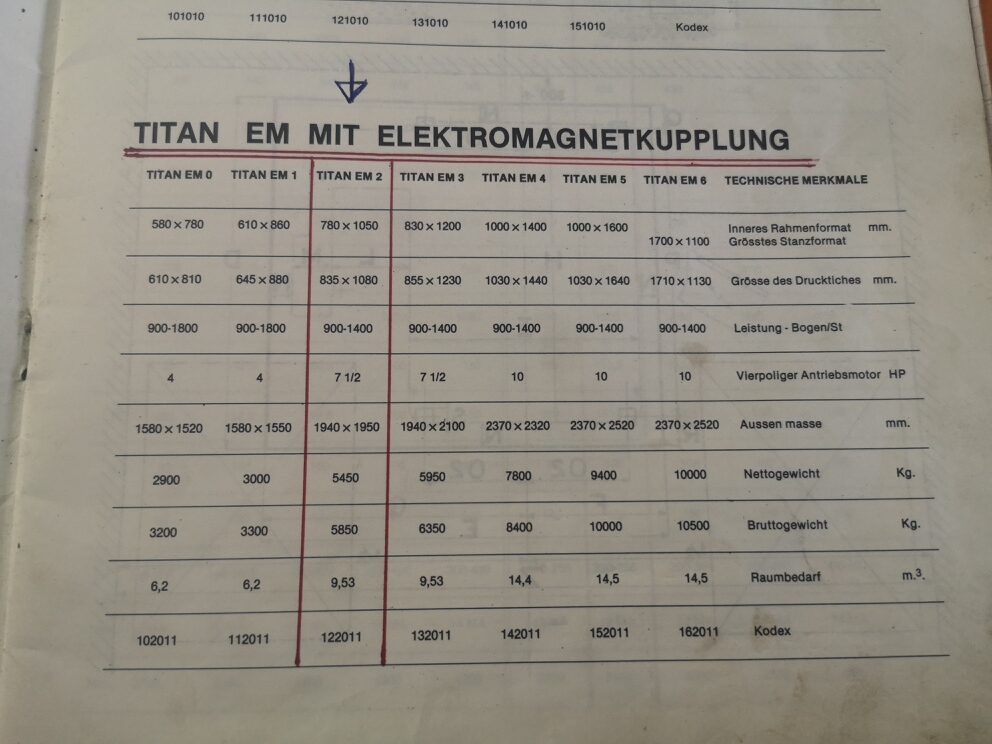 101010 111010 121010 131010 141010 151010 Kodex
TITAN EM MIT ELEKTROMAGNETKUPPLUNG
TITAN EM 0 TITAN EM 1 TITAN EM 2 TITAN EM 3 TITAN EM 4 TITAN EM 5 TITAN EM 6 TECHNISCHE MERKMALE
580 × 780 610 × 860 780 × 1050 830 × 1200 1000 × 1400 1000 × 1600 Inneres Rahmenformat mm.
1700 × 1100 Grösstes Stanzformat
610 × 810 645 × 880 835 × 1080 855 × 1230 1030 × 1440 1030 × 1640 1710 × 1130 Grösse des Drucktiches mm.
900-1800 900-1800 900-1400 900-1400 900-1400 900-1400 900-1400 Leistung - Bogen/St
4 4 7 1/2 7 1/2 10 10 10 Vierpoliger Antriebsmotor HP
1580 × 1520 1580 × 1550 1940 × 1950 1940 × 2100 2370 × 2320 2370 × 2520 2370 × 2520 Aussen masse mm.
2900 3000 5450 5950 7800 9400 10000 Nettogewicht Kg.
3200 3300 5850 6350 8400 10000 10500 Bruttogewicht Kg.
6,2 6,2 9,53 9,53 14,4 14,5 14,5 Raumbedarf m.³.
102011 112011 122011 132011 142011 152011 162011 Kodex